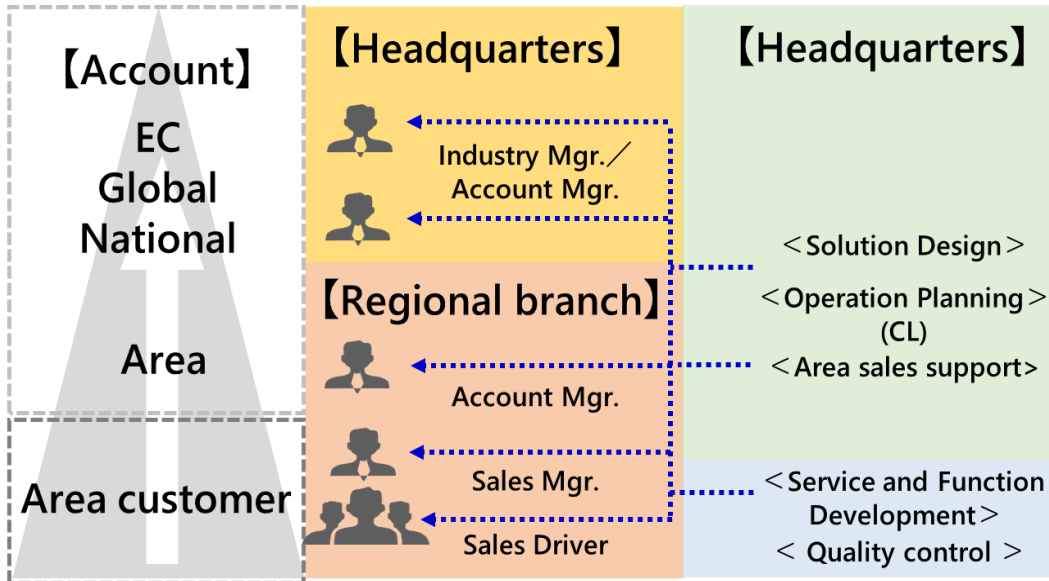 【Account】
EC
Global
National
Area
Area customer
【Headquarters】
Industry Mgr.／
Account Mgr.
【Regional branch】
Account Mgr.
Sales Mgr.
Sales Driver
【Headquarters】
＜Solution Design＞
＜Operation Planning＞
(CL)
＜Area sales support>
＜Service and Function
Development＞
＜ Quality control ＞